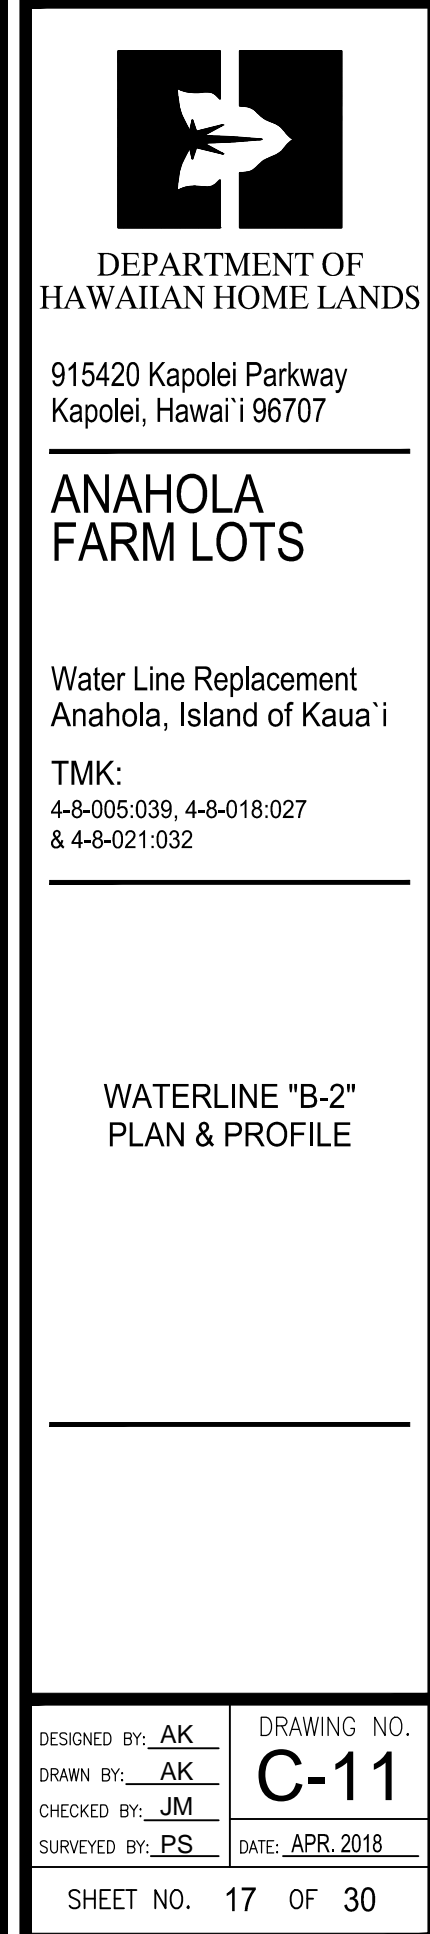 DEPARTMENT OF
HAWAIIAN HOME LANDS
915420 Kapolei Parkway
Kapolei, Hawai`i 96707
ANAHOLA
FARM LOTS
Water Line Replacement
Anahola, Island of Kaua`i
TMK:
4-8-005:039, 4-8-018:027
& 4-8-021:032
WATERLINE "B-2"
PLAN & PROFILE
DESIGNED BY: AK
DRAWN BY: AK
CHECKED BY: JM
SURVEYED BY: PS
DRAWING NO.
C-11
DATE: APR. 2018
SHEET NO. 17 OF 30